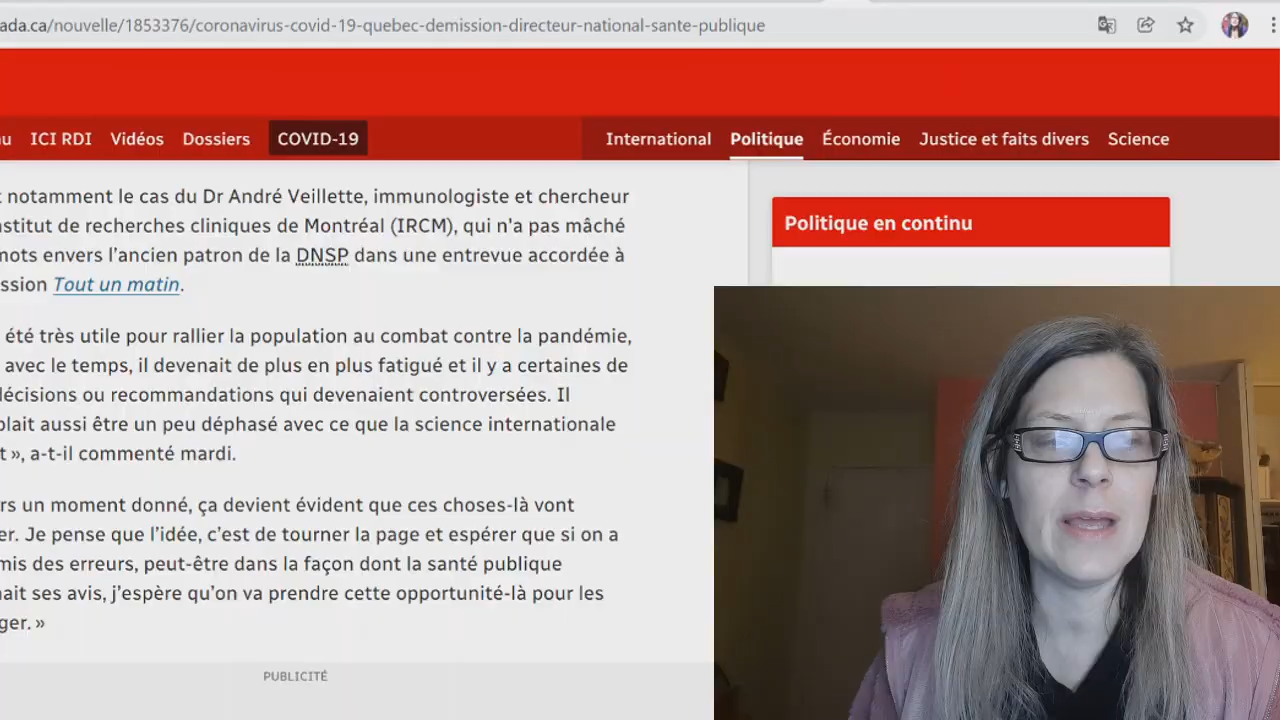 ada.ca/nouvelle/1853376/coronavirus-covid-19-quebec-demission-directeur-national-sante-publique
ICI RDI Vidéos Dossiers COVID-19 International Politique Économie Justice et faits divers Science
notamment le cas du Dr André Veillette, immunologiste et chercheur
nstitut de recherches cliniques de Montréal (IRCM), qui n'a pas mâché
mots envers l'ancien patron de la DNSP dans une entrevue accordée à
ssion Tout un matin.
Politique en continu
été très utile pour rallier la population au combat contre la pandémie,
avec le temps, il devenait de plus en plus fatigué et il y a certaines de
décisions ou recommandations qui devenaient controversées. Il
blait aussi être un peu déphasé avec ce que la science internationale
t », a-t-il commenté mardi.
rs un moment donné, ça devient évident que ces choses-là vont
er. Je pense que l'idée, c'est de tourner la page et espérer que si on a
mis des erreurs, peut-être dans la façon dont la santé publique
nait ses avis, j'espère qu'on va prendre cette opportunité-là pour les
ger. »
PUBLICITÉ